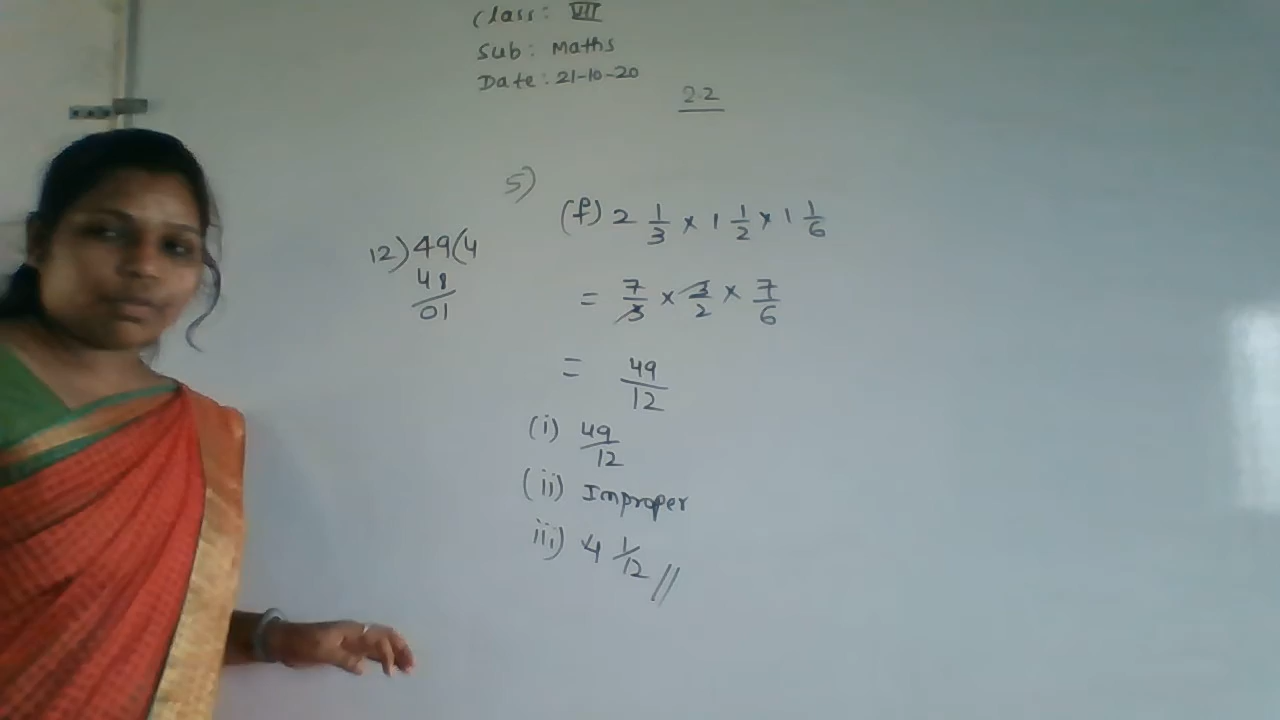 Class: VII
Sub: Maths
Date: 21-10-20
2.2
5)
(f) 2 1/3 × 1 1/2 × 1 1/6
12)49(4
48
01
= 7/3 × 3/2 × 7/6
= 49/12
(i) 49/12
(ii) Improper
iii) 4 1/12 //